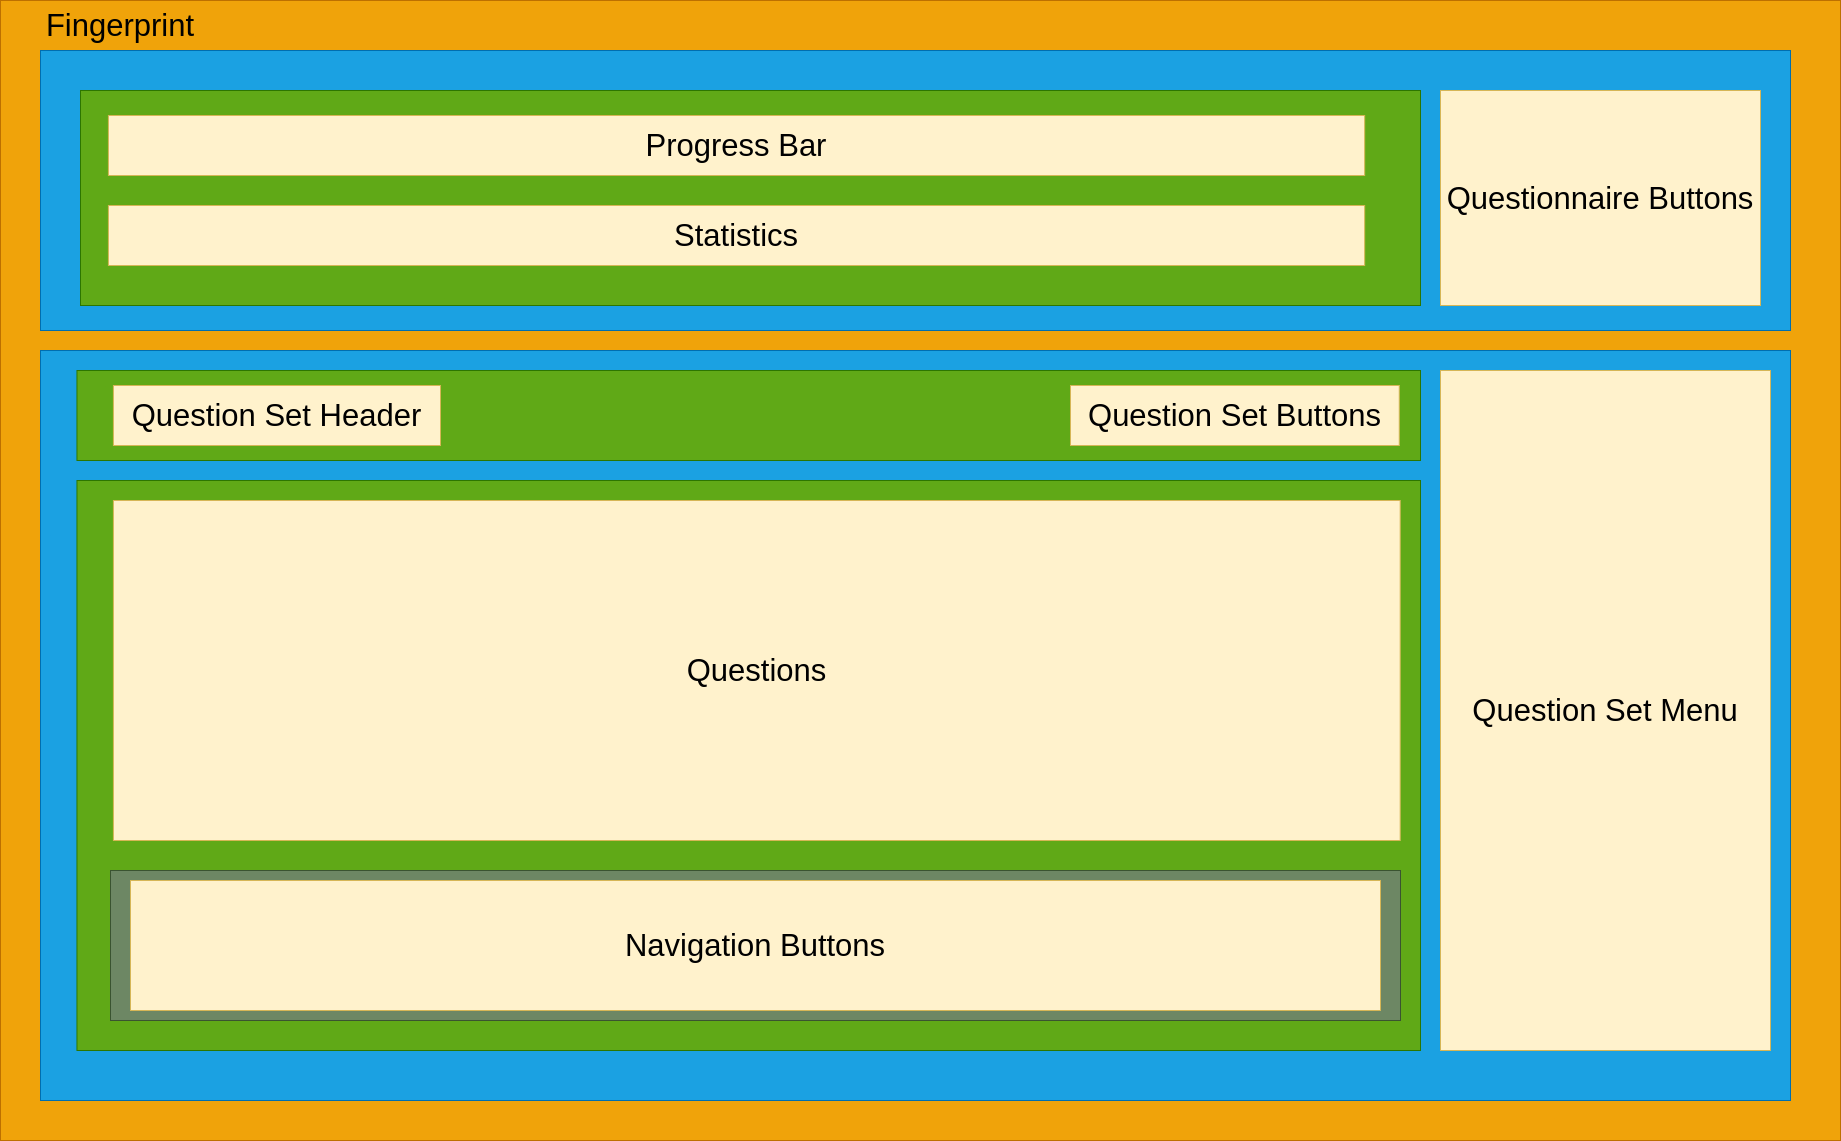 Fingerprint
Progress Bar
Statistics
Questionnaire Buttons
Question Set Header
Question Set Buttons
Questions
Navigation Buttons
Question Set Menu